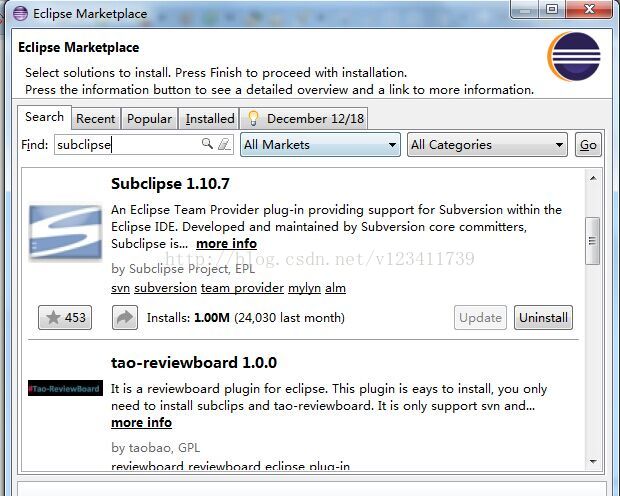 Eclipse Marketplace
Eclipse Marketplace
Select solutions to install. Press Finish to proceed with installation.
Press the information button to see a detailed overview and a link to more information.
Search Recent Popular Installed December 12/18
Find: subclipse All Markets All Categories Go
Subclipse 1.10.7
An Eclipse Team Provider plug-in providing support for Subversion within the
Eclipse IDE. Developed and maintained by Subversion core committers,
Subclipse is... more info
http://blog.csdn.net/v123411739
by Subclipse Project, EPL
svn subversion team provider mylyn alm
453 Installs: 1.00M (24,030 last month) Update Uninstall
tao-reviewboard 1.0.0
#Tao-ReviewBoard
It is a reviewboard plugin for eclipse. This plugin is eays to install, you only
need to install subclips and tao-reviewboard. It is only support svn and...
more info
by taobao, GPL
reviewboard reviewboard eclipse plug-in